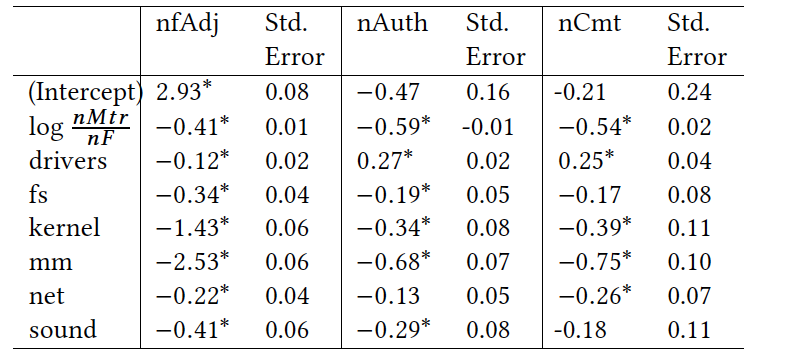 nfAdj Std. Error nAuth Std. Error nCmt Std. Error
(Intercept) 2.93* 0.08 −0.47 0.16 -0.21 0.24
log nMtr/nF −0.41* 0.01 −0.59* -0.01 −0.54* 0.02
drivers −0.12* 0.02 0.27* 0.02 0.25* 0.04
fs −0.34* 0.04 −0.19* 0.05 −0.17 0.08
kernel −1.43* 0.06 −0.34* 0.08 −0.39* 0.11
mm −2.53* 0.06 −0.68* 0.07 −0.75* 0.10
net −0.22* 0.04 −0.13 0.05 −0.26* 0.07
sound −0.41* 0.06 −0.29* 0.08 -0.18 0.11